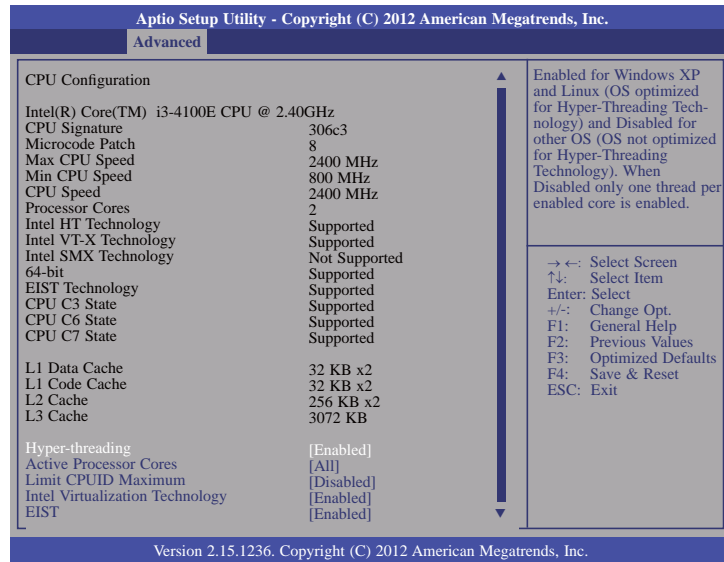 Aptio Setup Utility - Copyright (C) 2012 American Megatrends, Inc.
Advanced
CPU Configuration
Intel(R) Core(TM) i3-4100E CPU @ 2.40GHz
CPU Signature 306c3
Microcode Patch 8
Max CPU Speed 2400 MHz
Min CPU Speed 800 MHz
CPU Speed 2400 MHz
Processor Cores 2
Intel HT Technology Supported
Intel VT-X Technology Supported
Intel SMX Technology Not Supported
64-bit Supported
EIST Technology Supported
CPU C3 State Supported
CPU C6 State Supported
CPU C7 State Supported
L1 Data Cache 32 KB x2
L1 Code Cache 32 KB x2
L2 Cache 256 KB x2
L3 Cache 3072 KB
Hyper-threading [Enabled]
Active Processor Cores [All]
Limit CPUID Maximum [Disabled]
Intel Virtualization Technology [Enabled]
EIST [Enabled]
Enabled for Windows XP
and Linux (OS optimized
for Hyper-Threading Tech-
nology) and Disabled for
other OS (OS not optimized
for Hyper-Threading
Technology). When
Disabled only one thread per
enabled core is enabled.
→←: Select Screen
↑↓: Select Item
Enter: Select
+/-: Change Opt.
F1: General Help
F2: Previous Values
F3: Optimized Defaults
F4: Save & Reset
ESC: Exit
Version 2.15.1236. Copyright (C) 2012 American Megatrends, Inc.